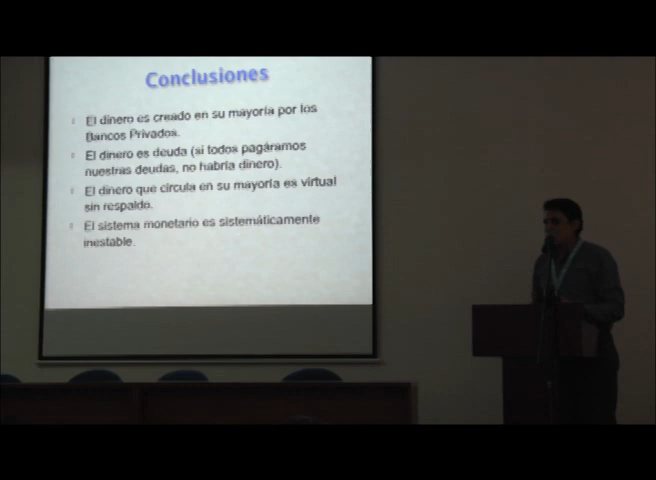 Conclusiones
El dinero es creado en su mayoría por los
Bancos Privados.
El dinero es deuda (si todos pagáramos
nuestras deudas, no habría dinero).
El dinero que circula en su mayoría es virtual
sin respaldo.
El sistema monetario es sistemáticamente
inestable.